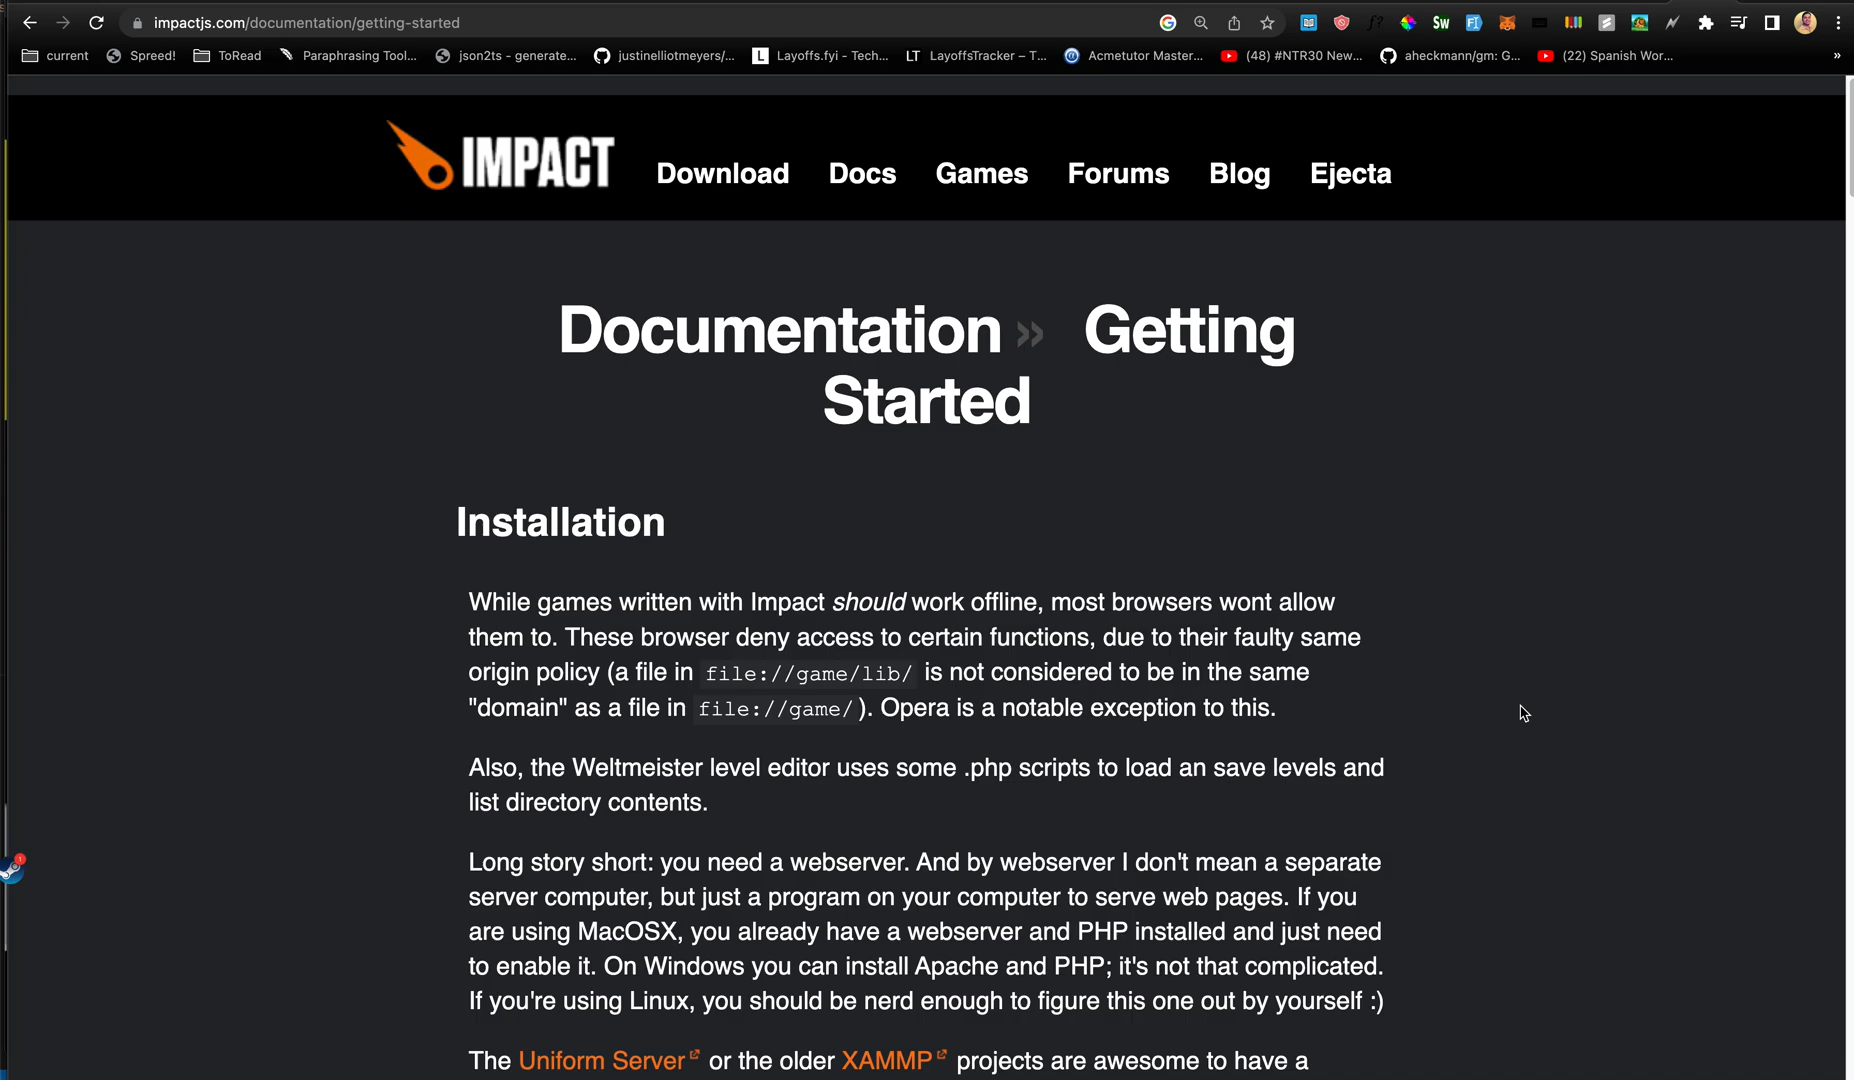 impactjs.com/documentation/getting-started
current Spreed! ToRead Paraphrasing Tool... json2ts - generate... justinelliotmeyers/... Layoffs.fyi - Tech... LayoffsTracker – T... Acmetutor Master... (48) #NTR30 New... aheckmann/gm: G... (22) Spanish Wor... »
IMPACT Download Docs Games Forums Blog Ejecta
Documentation » Getting
Started
Installation
While games written with Impact should work offline, most browsers wont allow
them to. These browser deny access to certain functions, due to their faulty same
origin policy (a file in file://game/lib/ is not considered to be in the same
"domain" as a file in file://game/). Opera is a notable exception to this.
Also, the Weltmeister level editor uses some .php scripts to load an save levels and
list directory contents.
Long story short: you need a webserver. And by webserver I don't mean a separate
server computer, but just a program on your computer to serve web pages. If you
are using MacOSX, you already have a webserver and PHP installed and just need
to enable it. On Windows you can install Apache and PHP; it's not that complicated.
If you're using Linux, you should be nerd enough to figure this one out by yourself :)
The Uniform Server or the older XAMMP projects are awesome to have a